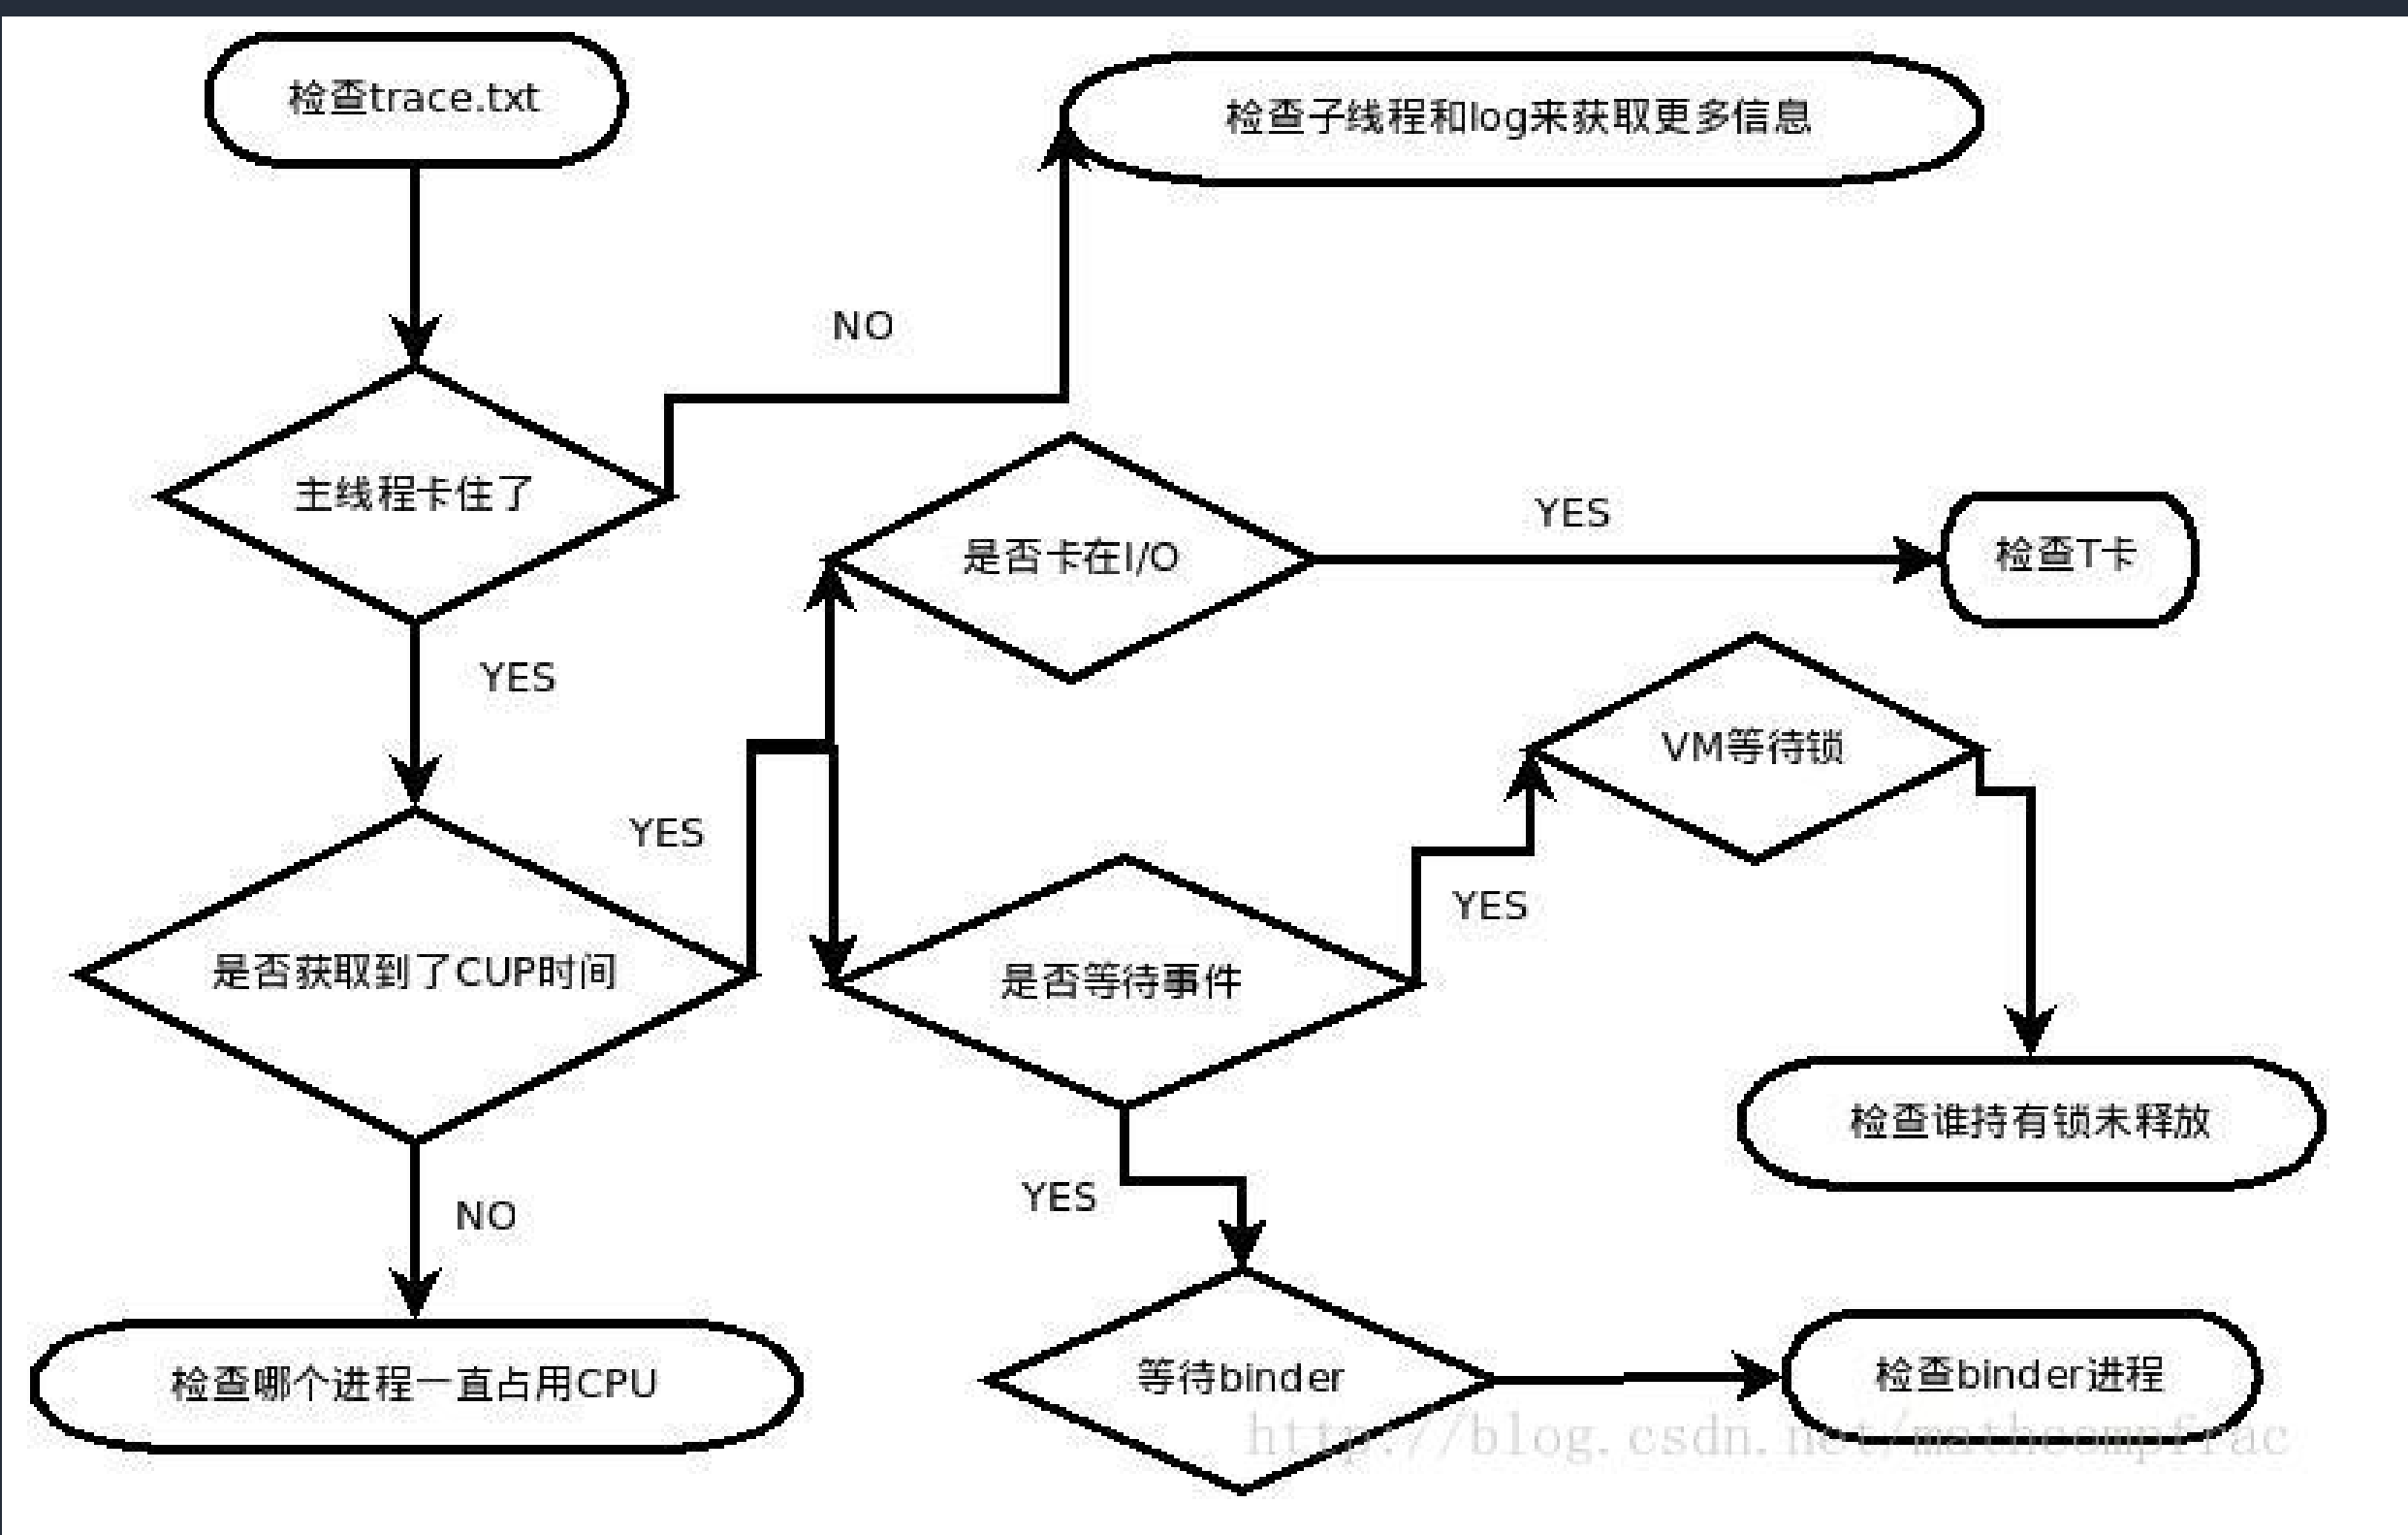 检查trace.txt
检查子线程和log来获取更多信息
NO
主线程卡住了
YES
是否卡在I/O
检查T卡
YES
VM等待锁
YES
是否获取到了CUP时间
是否等待事件
YES
检查谁持有锁未释放
YES
NO
检查哪个进程一直占用CPU
等待binder
检查binder进程
http://blog.csdn.net/mathcompfrac